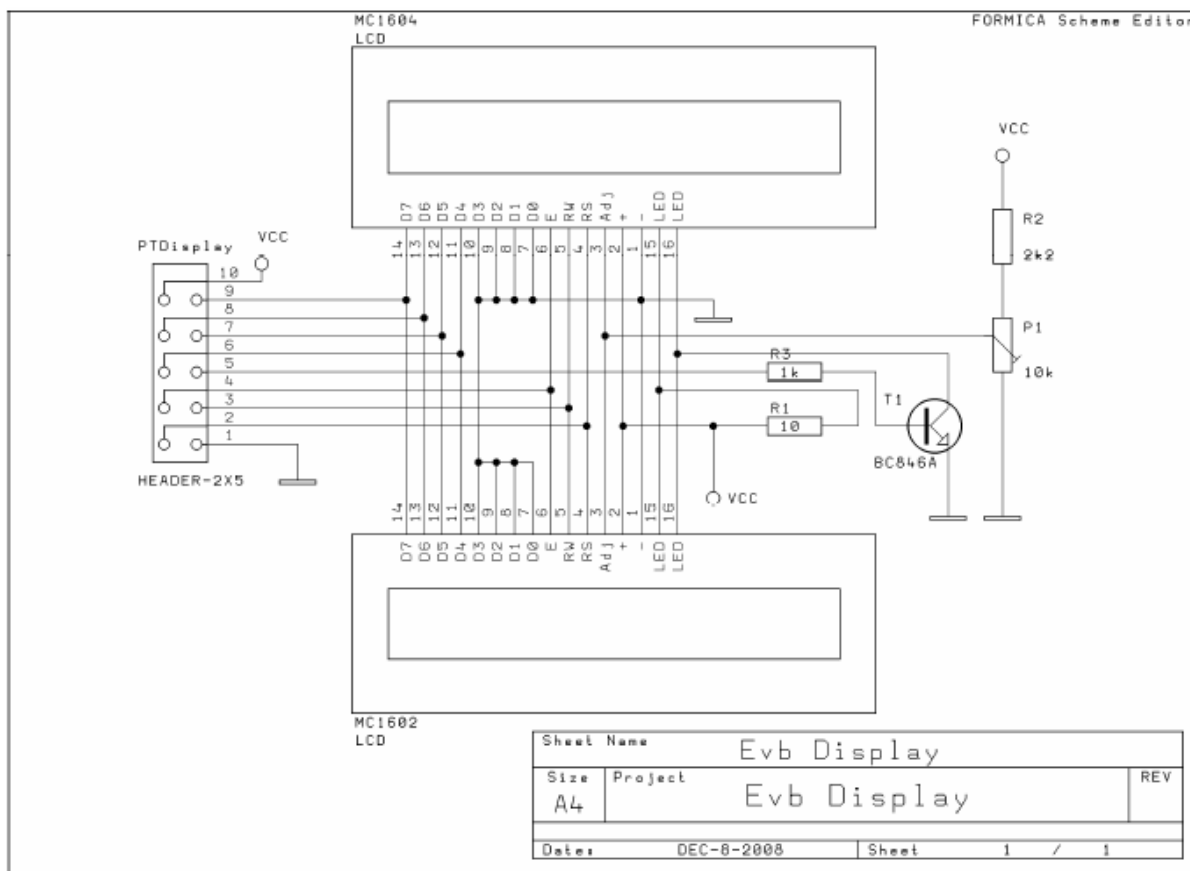 MC1604
LCD
FORMICA Scheme Editor
VCC
D7 D6 D5 D4 D3 D2 D1 D0 E RW RS Adj + - LED LED
R2
2k2
14 13 12 11 10 9 8 7 6 5 4 3 2 1 15 16
PTDisplay
VCC
10
9
8
7
6
5
4
3
2
1
HEADER-2X5
P1
10k
R3
1k
R1
10
T1
BC846A
VCC
14 13 12 11 10 9 8 7 6 5 4 3 2 1 15 16
D7 D6 D5 D4 D3 D2 D1 D0 E RW RS Adj + - LED LED
MC1602
LCD
Sheet Name Evb Display
Size A4
Project Evb Display
REV
Date: DEC-8-2008
Sheet 1 / 1